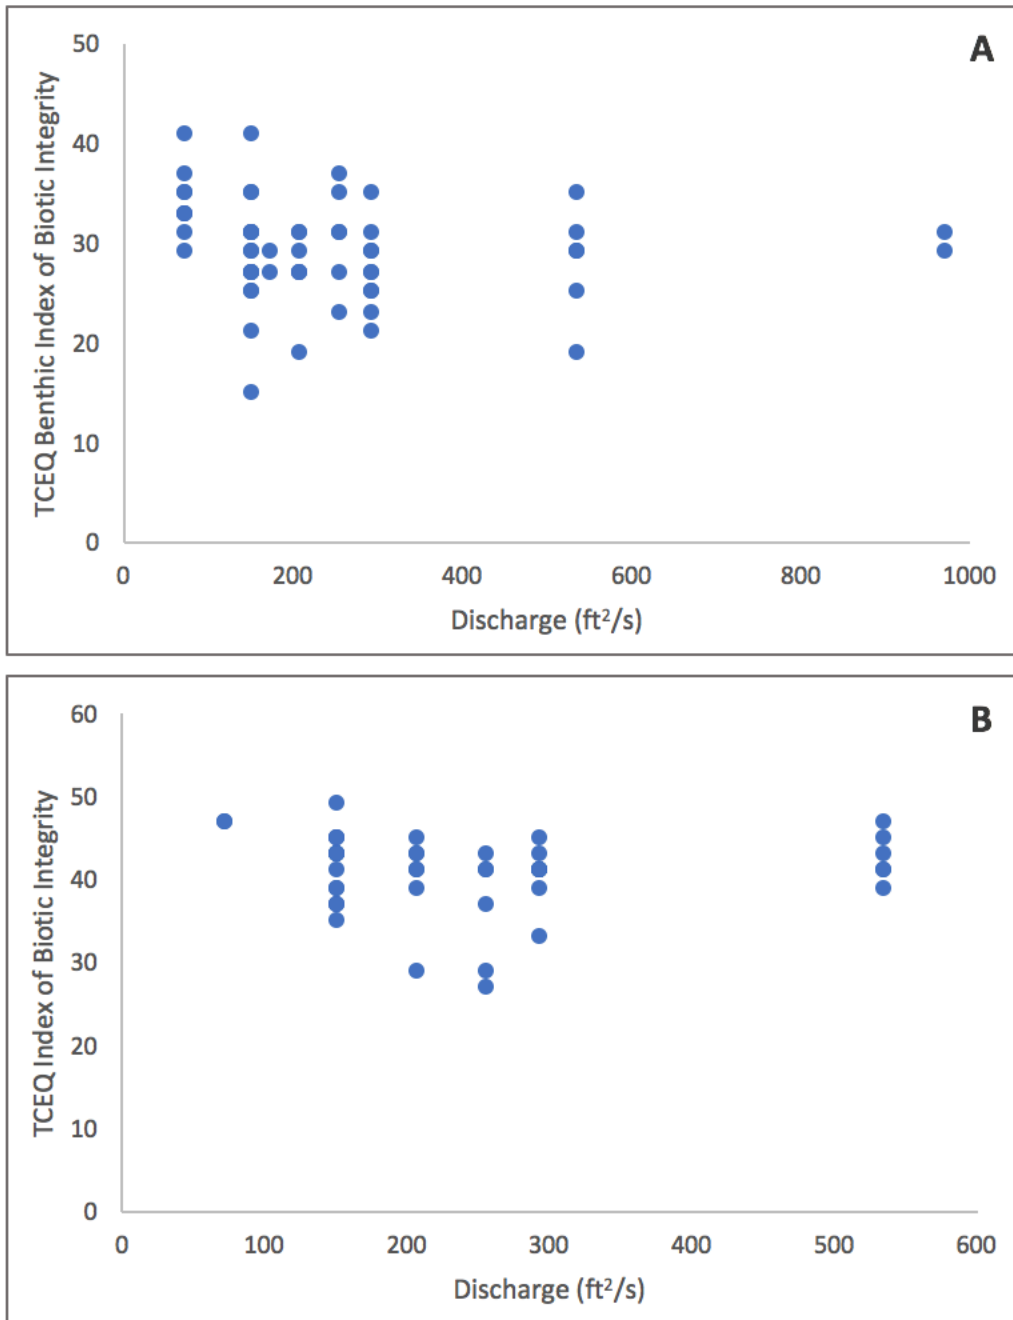 A
TCEQ Benthic Index of Biotic Integrity
50
40
30
20
10
0
0 200 400 600 800 1000
Discharge (ft²/s)
B
TCEQ Index of Biotic Integrity
60
50
40
30
20
10
0
0 100 200 300 400 500 600
Discharge (ft²/s)